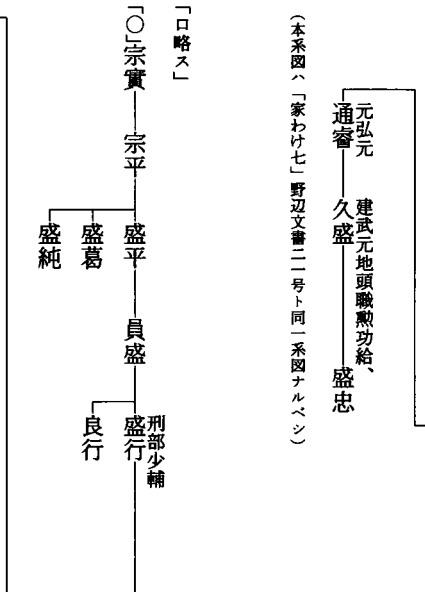 元弘元　建武元地頭職勲功給、
通睿　久盛　盛忠
（本系図ハ「家わけ七」野辺文書二一号ト同一系図ナルベシ）
「口略ス」
「〇」宗實　宗平　盛平　員盛　盛行　刑部少輔
良行
盛葛
盛純